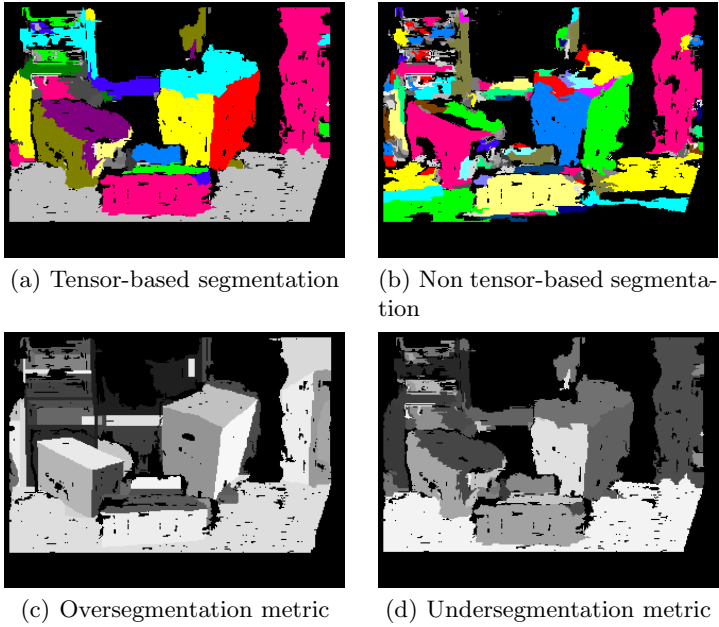 (a) Tensor-based segmentation
(b) Non tensor-based segmenta-
tion
(c) Oversegmentation metric
(d) Undersegmentation metric